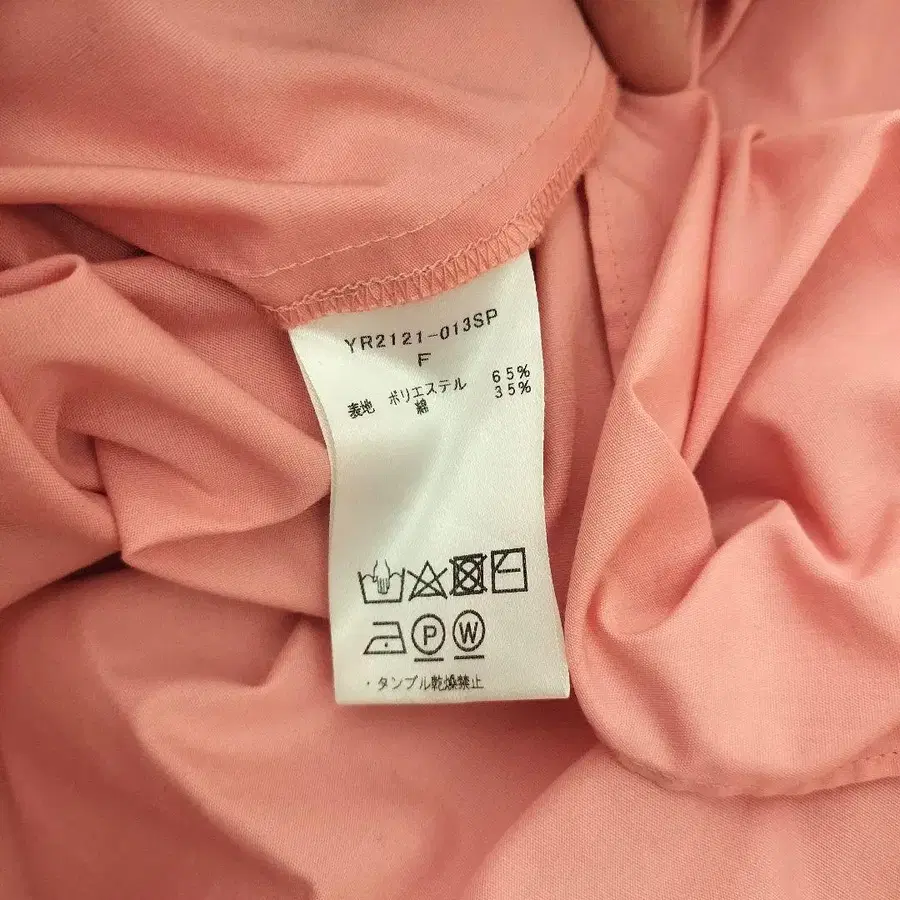 YR2121-013SP
F
表地 ポリエステル 65%
綿 35%
P W
・タンブル乾燥禁止